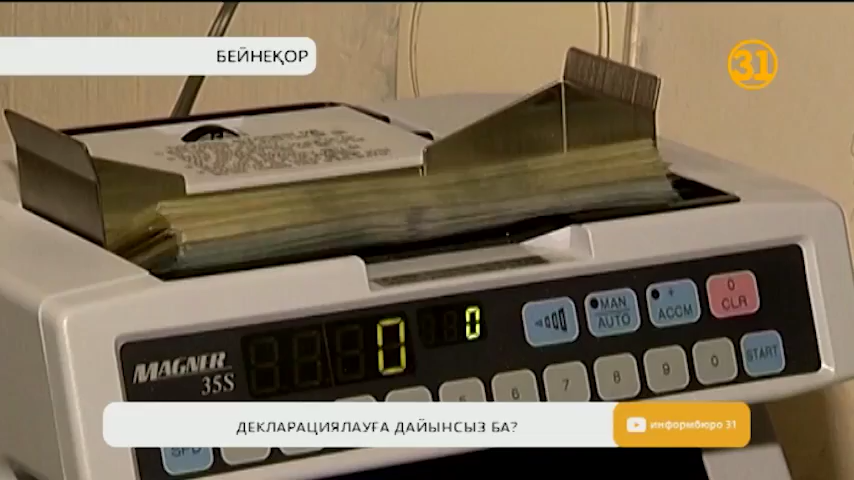 БЕЙНЕҚОР
31
MAN
AUTO
+
ACCM
0
CLR
MAGNER
35S
0
0
6
7
8
9
0
START
SPD
ДЕКЛАРАЦИЯЛАУҒА ДАЙЫНСЫЗ БА?
информбюро 31